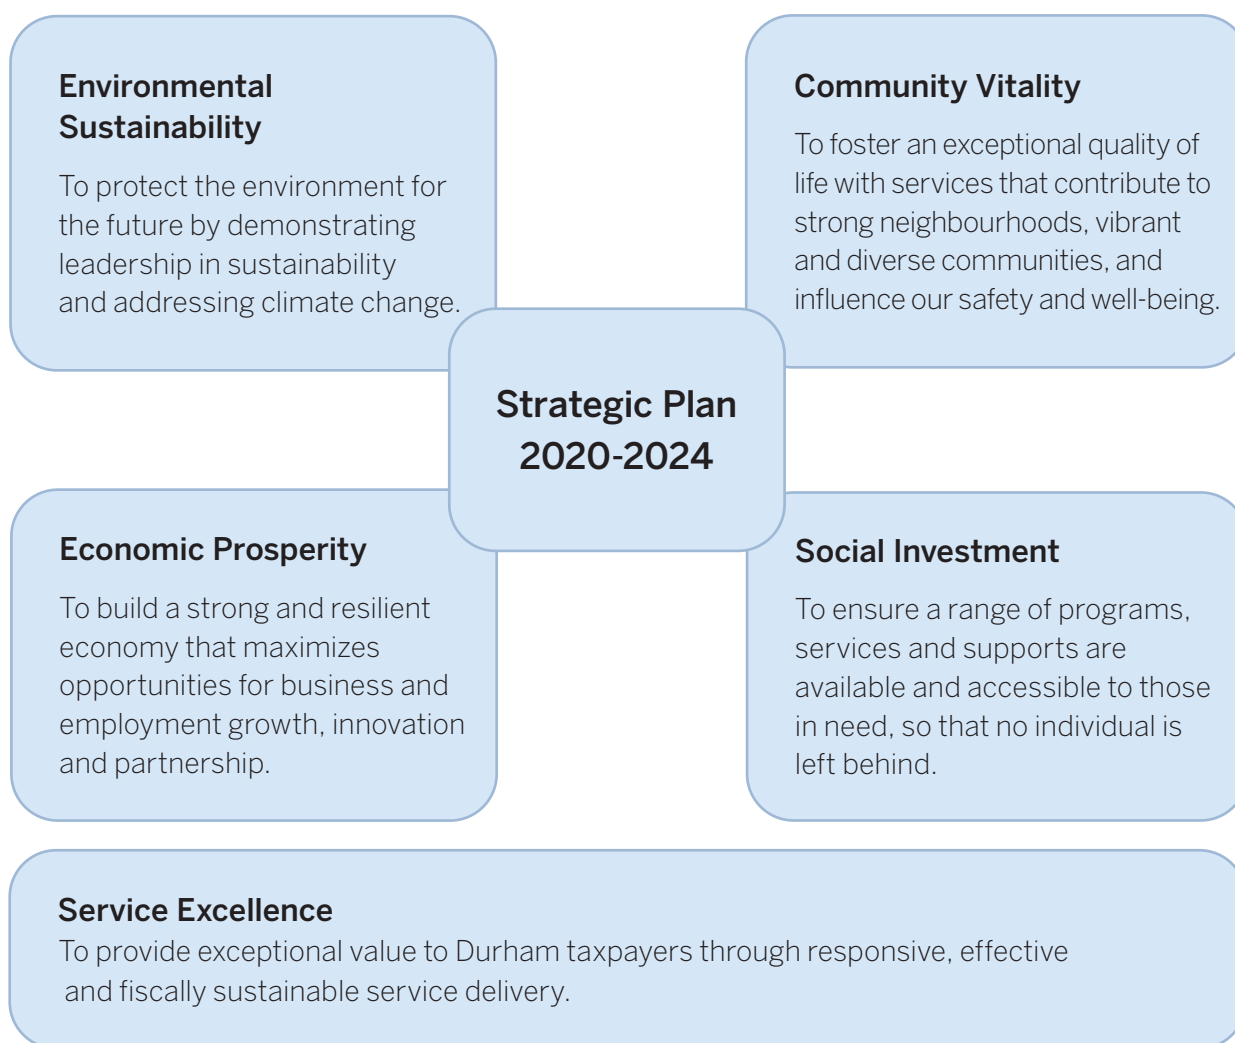 Environmental
Sustainability
To protect the environment for
the future by demonstrating
leadership in sustainability
and addressing climate change.
Community Vitality
To foster an exceptional quality of
life with services that contribute to
strong neighbourhoods, vibrant
and diverse communities, and
influence our safety and well-being.
Strategic Plan
2020-2024
Economic Prosperity
To build a strong and resilient
economy that maximizes
opportunities for business and
employment growth, innovation
and partnership.
Social Investment
To ensure a range of programs,
services and supports are
available and accessible to those
in need, so that no individual is
left behind.
Service Excellence
To provide exceptional value to Durham taxpayers through responsive, effective
and fiscally sustainable service delivery.